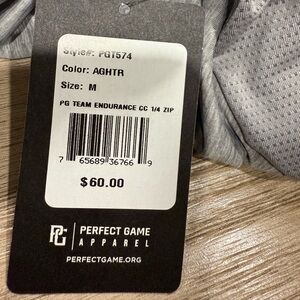 Style#: PGT574
Color: AGHTR
Size: M
PG TEAM ENDURANCE CC 1/4 ZIP
7 65689 36766 9
$60.00
PG PERFECT GAME
APPAREL
PERFECTGAME.ORG